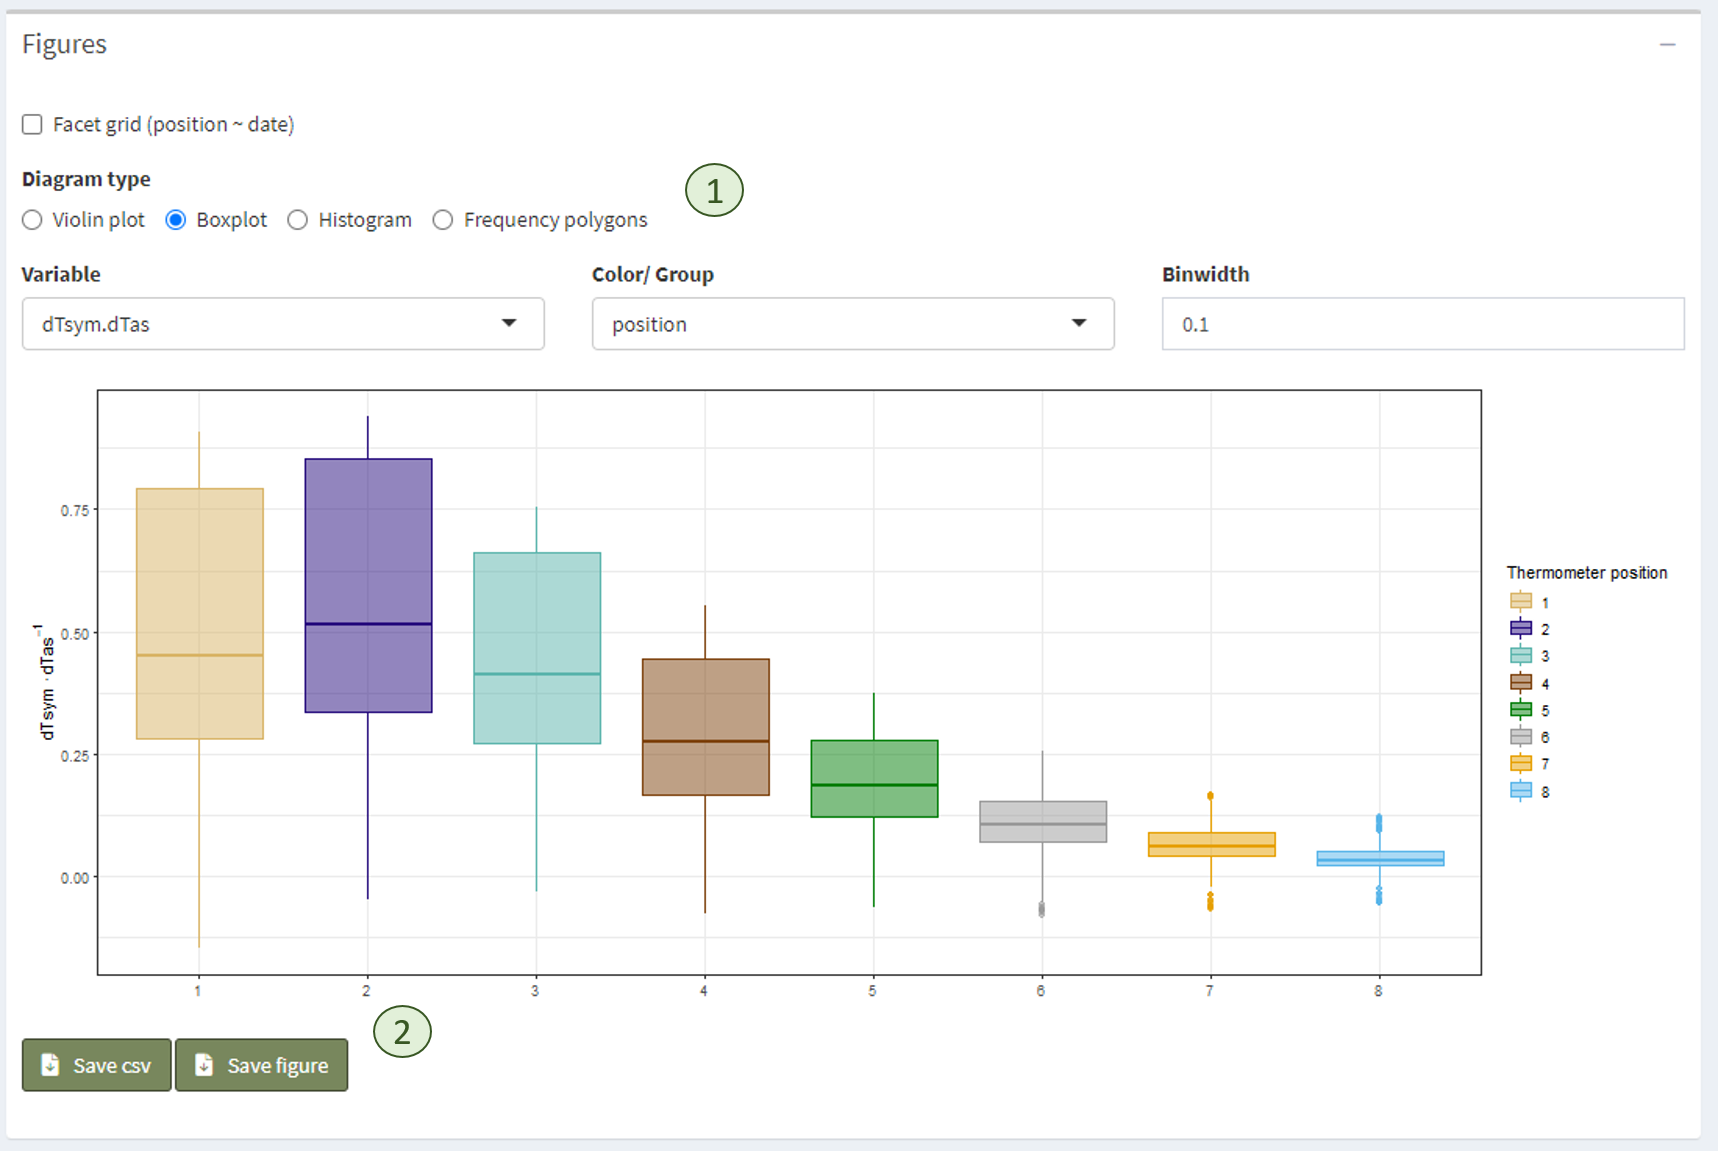 Figures
Facet grid (position ~ date)
Diagram type
1
Violin plot Boxplot Histogram Frequency polygons
Variable Color/ Group Binwidth
dTsym.dTas position 0.1
dTsym · dTas⁻¹
0.75
0.50
0.25
0.00
1 2 3 4 5 6 7 8
Thermometer position
1
2
3
4
5
6
7
8
2
Save csv Save figure